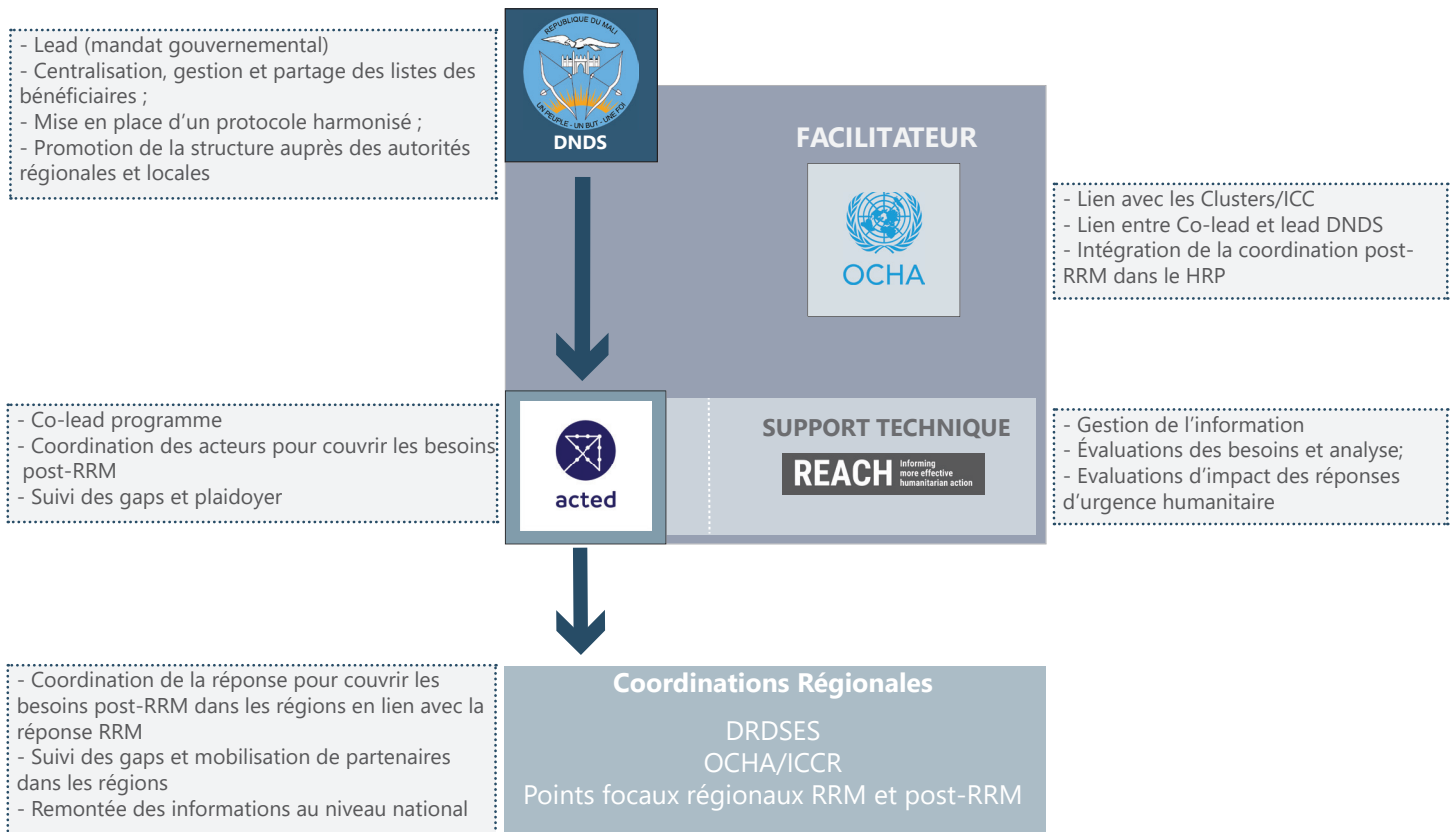 - Lead (mandat gouvernemental)
- Centralisation, gestion et partage des listes des
bénéficiaires ;
- Mise en place d'un protocole harmonisé ;
- Promotion de la structure auprès des autorités
régionales et locales
REPUBLIQUE DU MALI
UN PEUPLE - UN BUT - UNE FOI
DNDS
FACILITATEUR
OCHA
- Lien avec les Clusters/ICC
- Lien entre Co-lead et lead DNDS
- Intégration de la coordination post-
RRM dans le HRP
- Co-lead programme
- Coordination des acteurs pour couvrir les besoins
post-RRM
- Suivi des gaps et plaidoyer
acted
SUPPORT TECHNIQUE
REACH
Informing
more effective
humanitarian action
- Gestion de l'information
- Évaluations des besoins et analyse;
- Evaluations d'impact des réponses
d'urgence humanitaire
- Coordination de la réponse pour couvrir les
besoins post-RRM dans les régions en lien avec la
réponse RRM
- Suivi des gaps et mobilisation de partenaires
dans les régions
- Remontée des informations au niveau national
Coordinations Régionales
DRDSES
OCHA/ICCR
Points focaux régionaux RRM et post-RRM